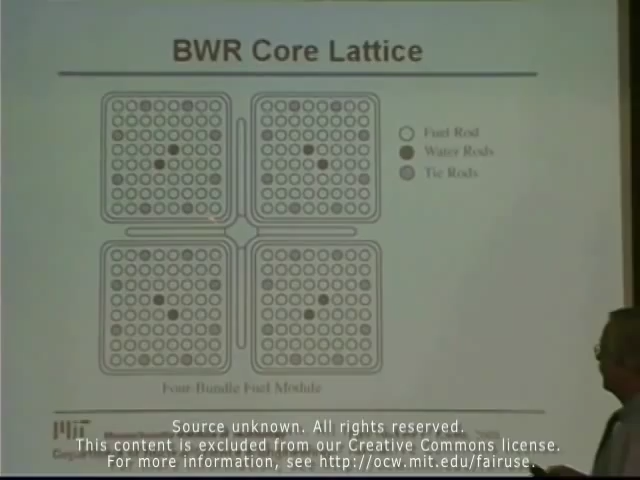 BWR Core Lattice
Fuel Rod
Water Rods
Tie Rods
Four Bundle Fuel Module
Source unknown. All rights reserved.
This content is excluded from our Creative Commons license.
For more information, see http://ocw.mit.edu/fairuse.